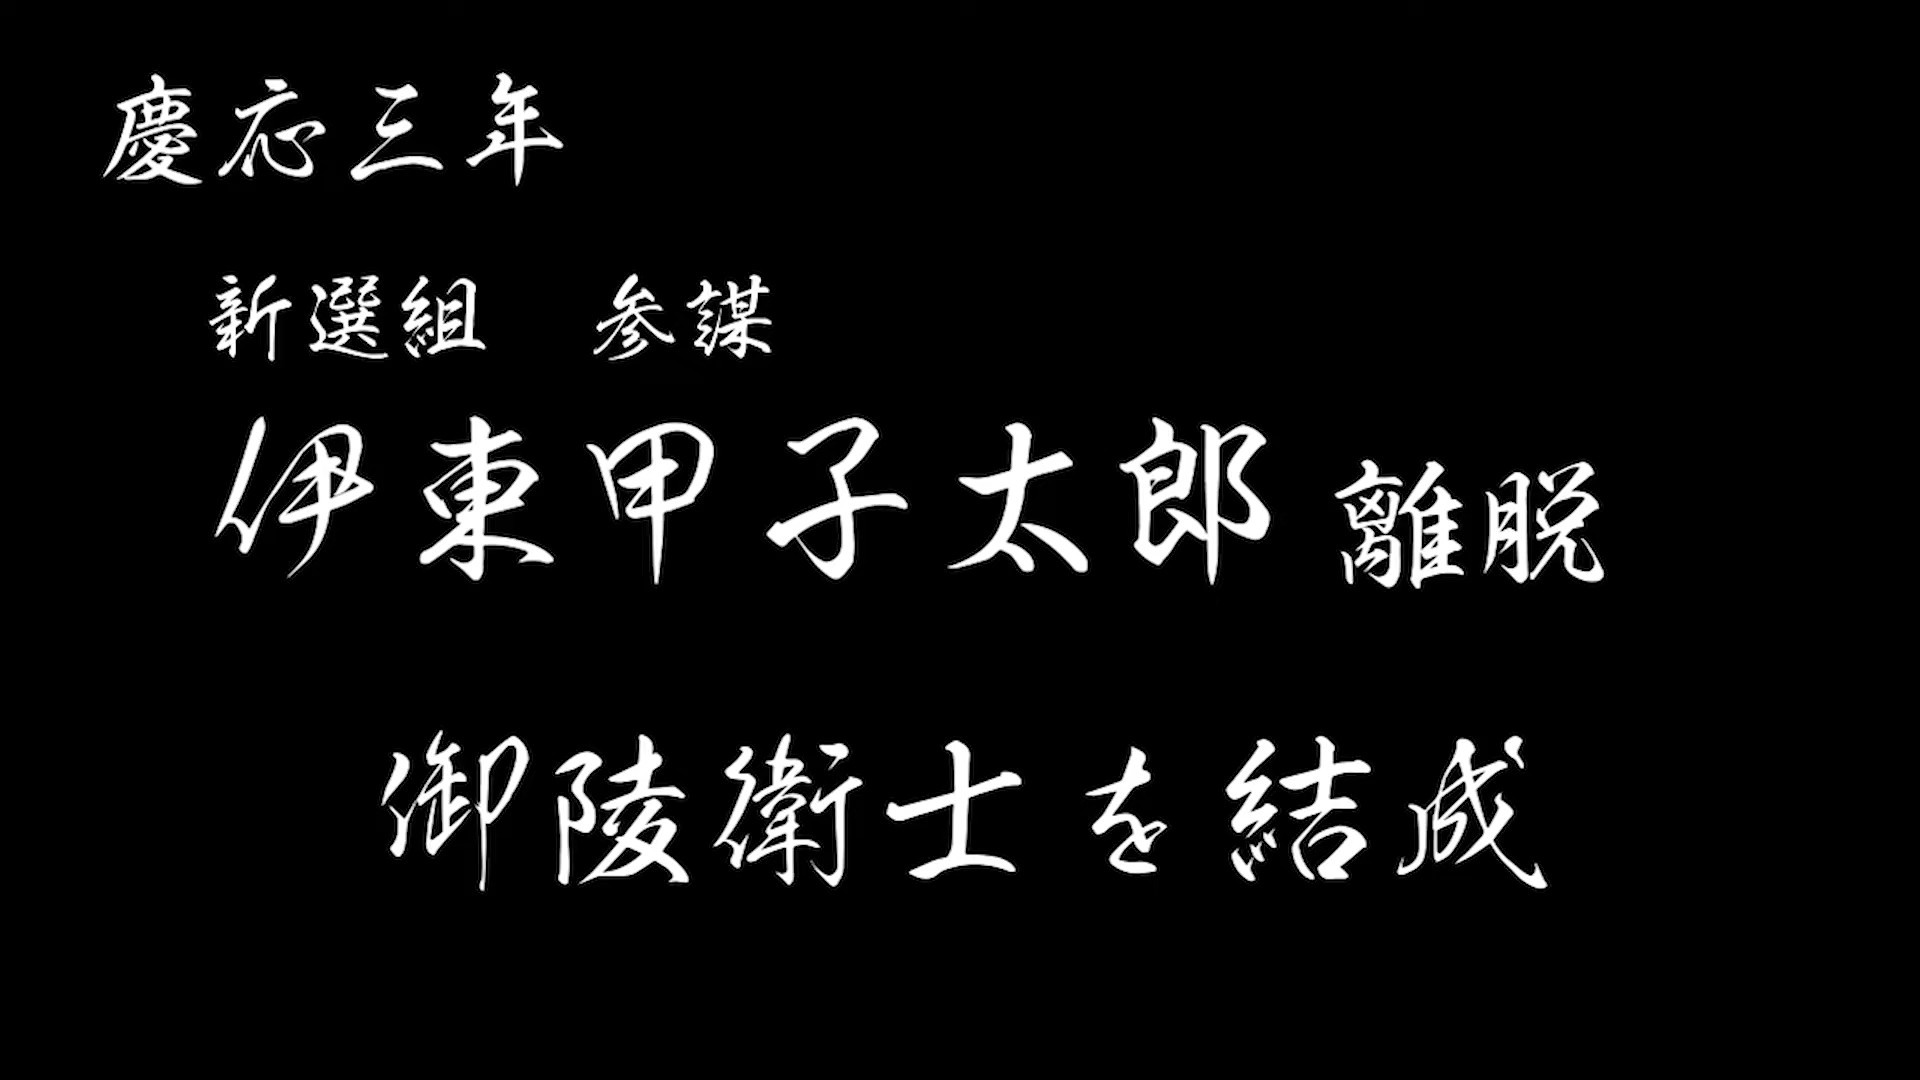 慶応三年
新選組　参謀
伊東甲子太郎 離脱
御陵衛士を結成